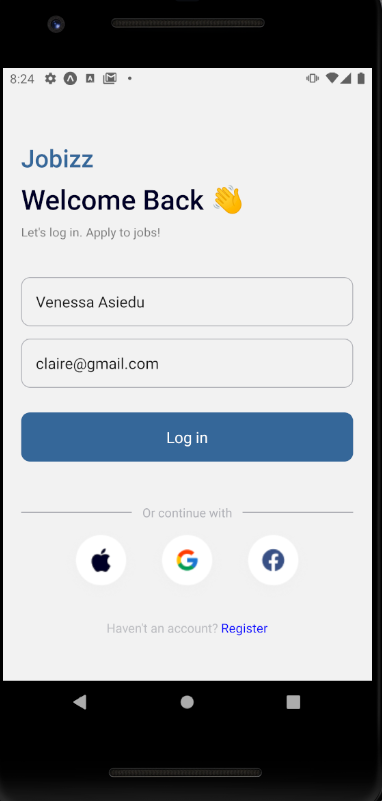 8:24
Jobizz
Welcome Back 👋
Let's log in. Apply to jobs!
Venessa Asiedu
claire@gmail.com
Log in
Or continue with
Haven't an account? Register